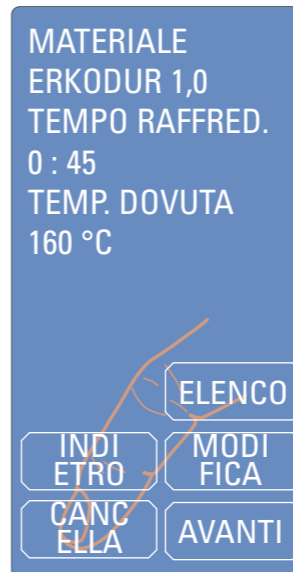 MATERIALE
ERKODUR 1,0
TEMPO RAFFRED.
0 : 45
TEMP. DOVUTA
160 °C
ELENCO
INDI
ETRO
MODI
FICA
CANC
ELLA
AVANTI